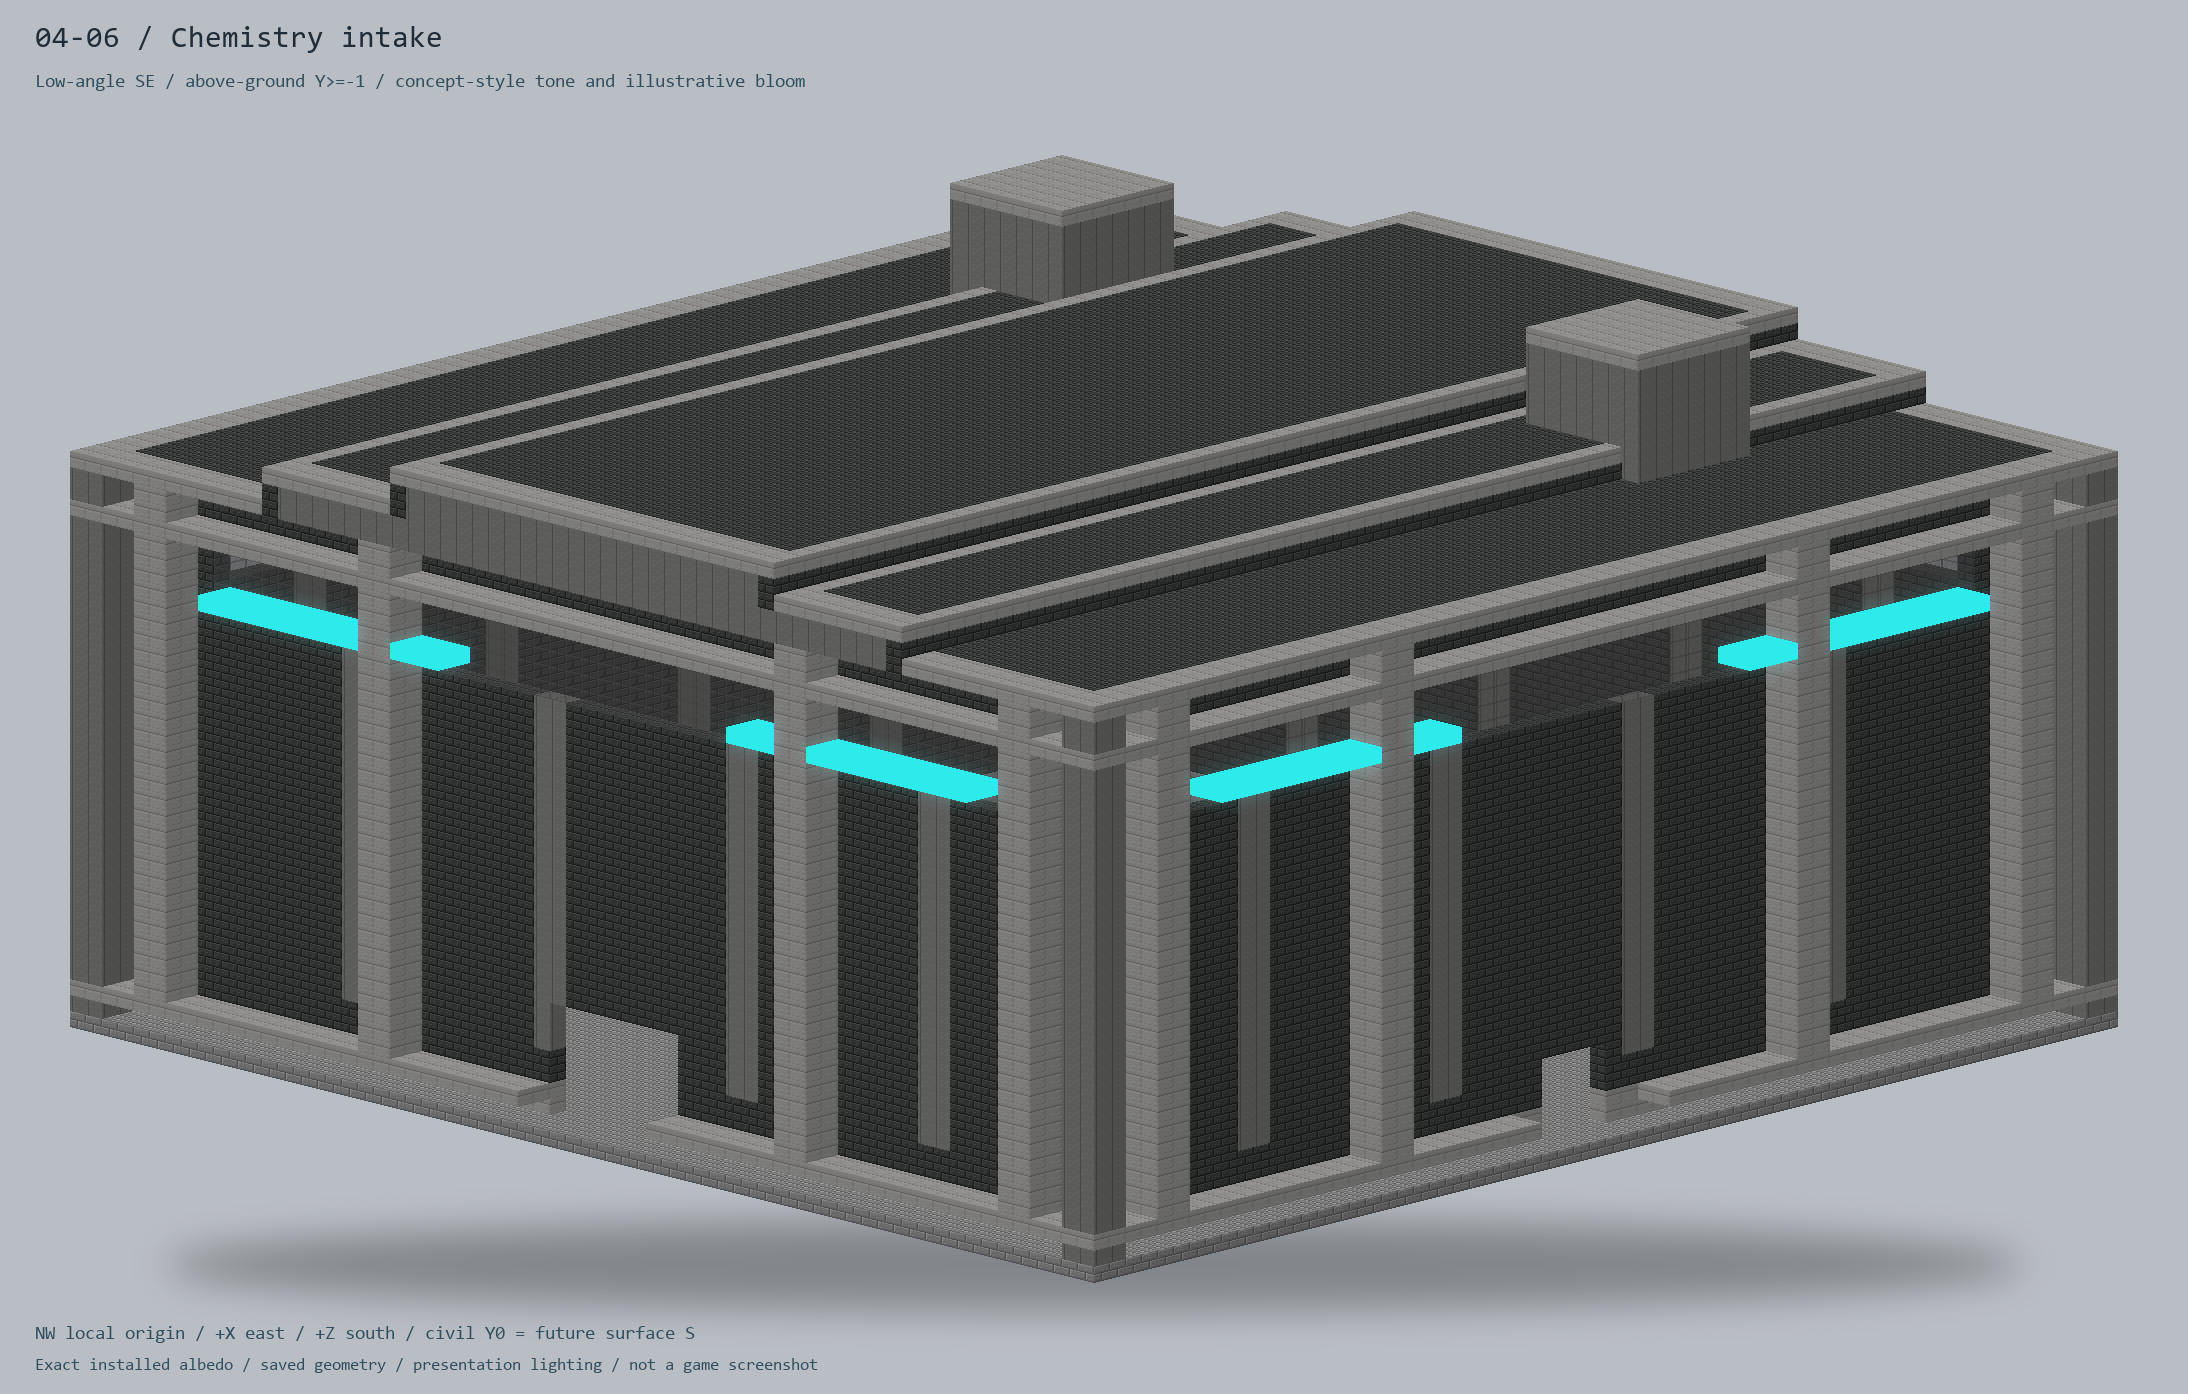 04-06 / Chemistry intake
Low-angle SE / above-ground Y>=-1 / concept-style tone and illustrative bloom
NW local origin / +X east / +Z south / civil Y0 = future surface S
Exact installed albedo / saved geometry / presentation lighting / not a game screenshot